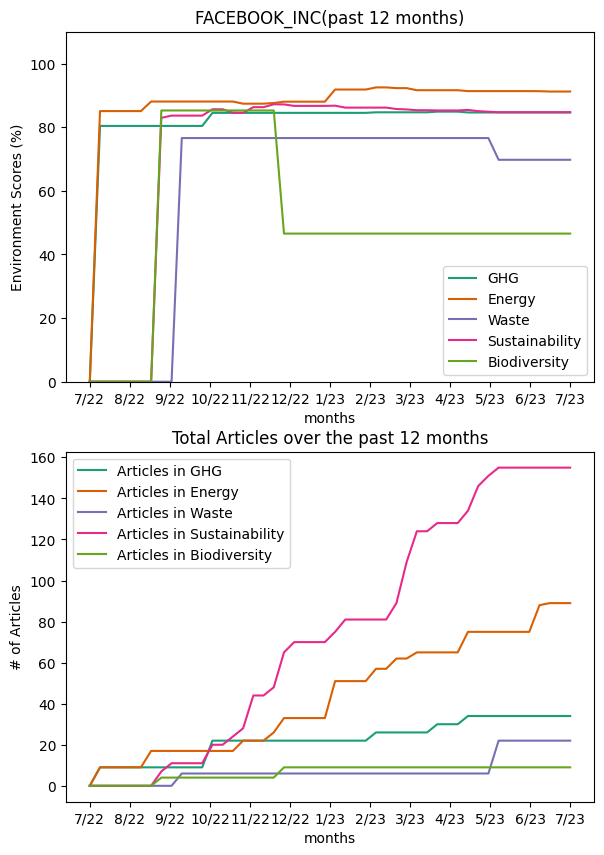 FACEBOOK_INC(past 12 months)
100
80
60
40
20
0
Environment Scores (%)
GHG
Energy
Waste
Sustainability
Biodiversity
7/22 8/22 9/22 10/22 11/22 12/22 1/23 2/23 3/23 4/23 5/23 6/23 7/23
months
Total Articles over the past 12 months
160
140
120
100
80
60
40
20
0
# of Articles
Articles in GHG
Articles in Energy
Articles in Waste
Articles in Sustainability
Articles in Biodiversity
7/22 8/22 9/22 10/22 11/22 12/22 1/23 2/23 3/23 4/23 5/23 6/23 7/23
months